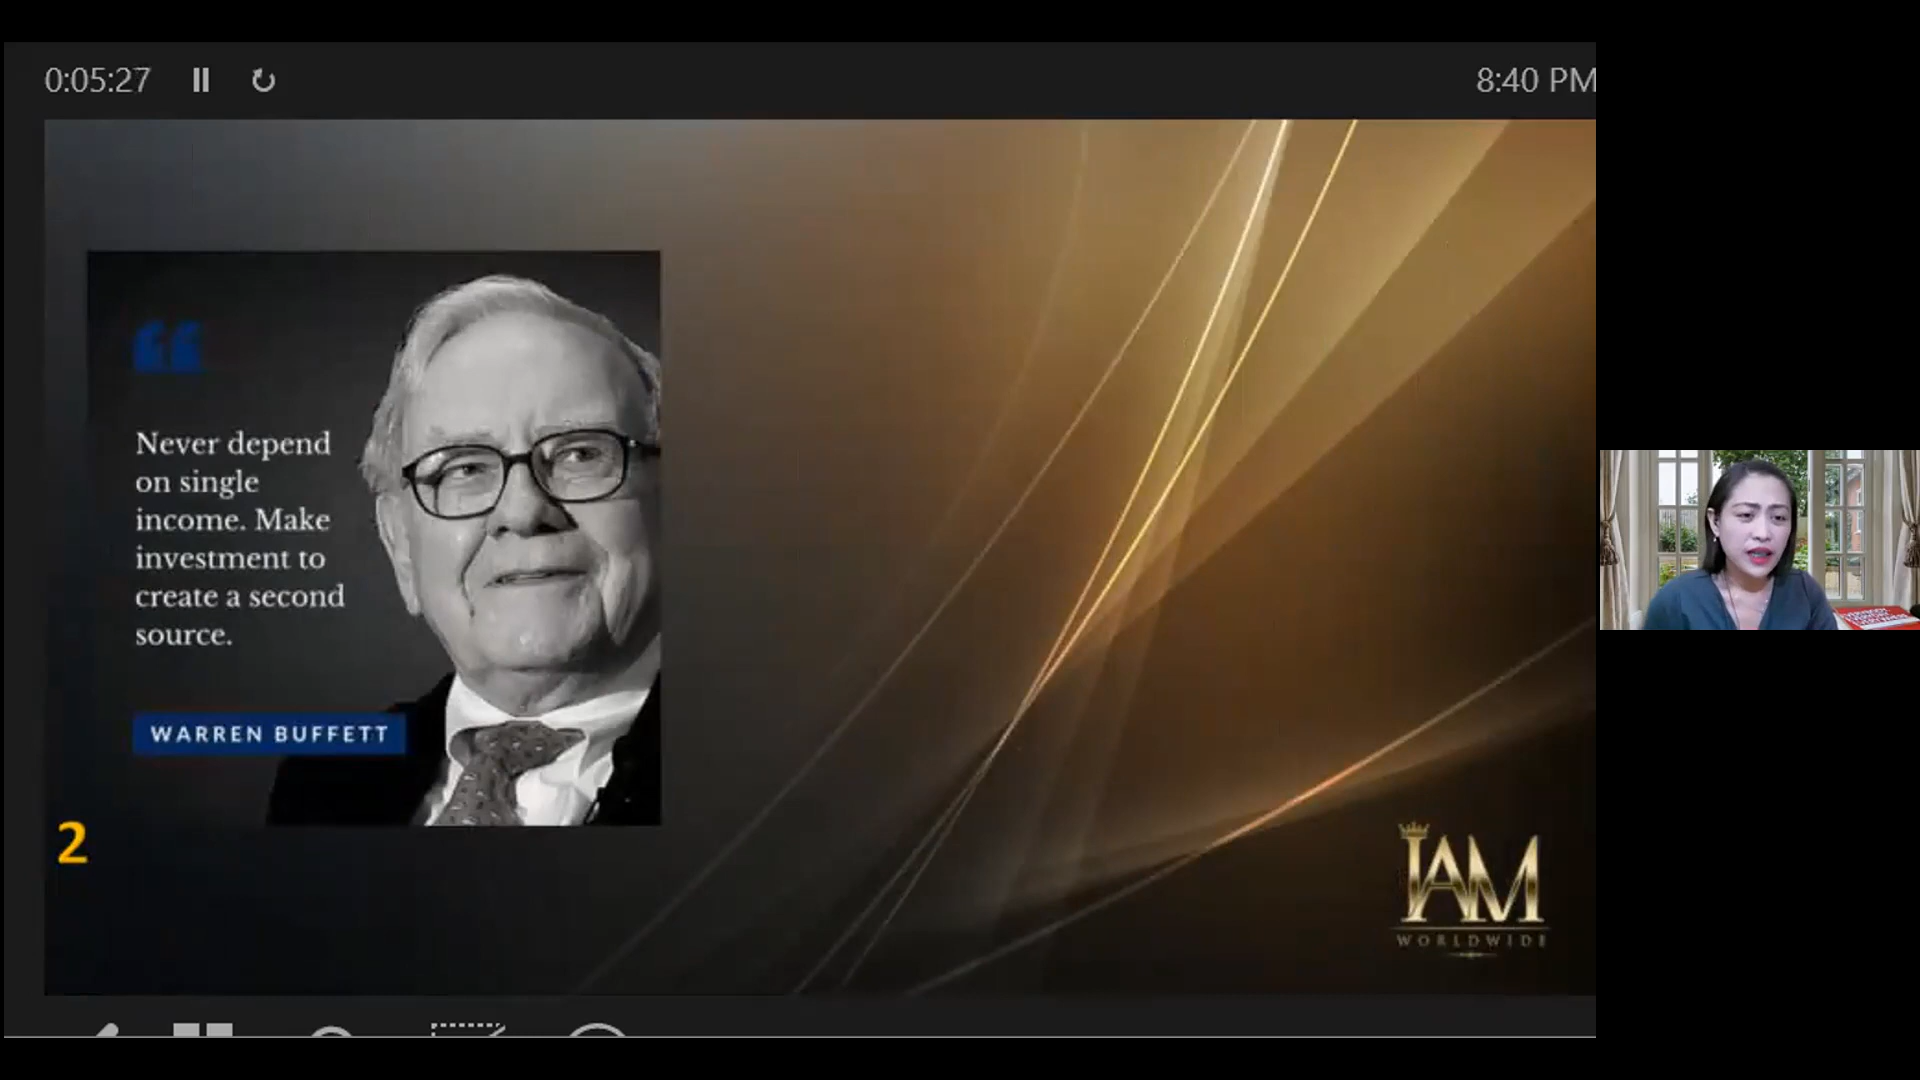 0:05:27
8:40 PM
Never depend
on single
income. Make
investment to
create a second
source.
WARREN BUFFETT
2
IAM
WORLDWIDE